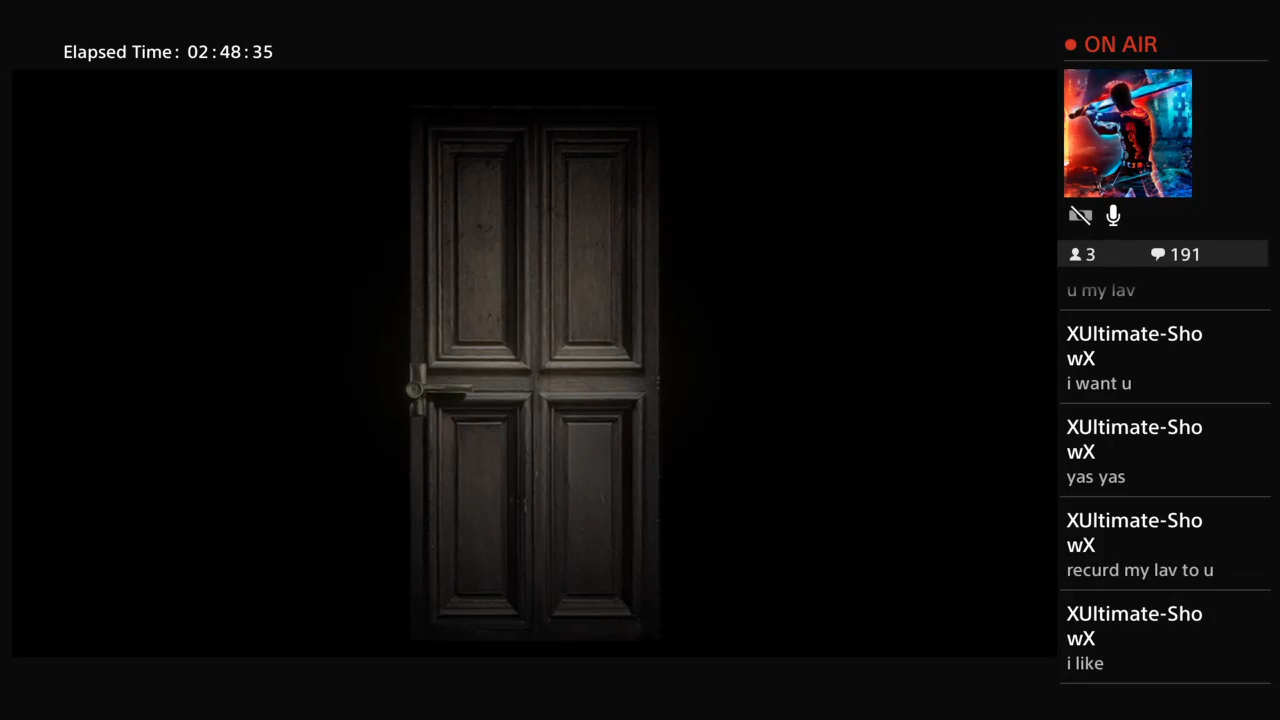 Elapsed Time: 02:48:35
ON AIR
3 191
u my lav
XUltimate-Sho
wX
i want u
XUltimate-Sho
wX
yas yas
XUltimate-Sho
wX
recurd my lav to u
XUltimate-Sho
wX
i like